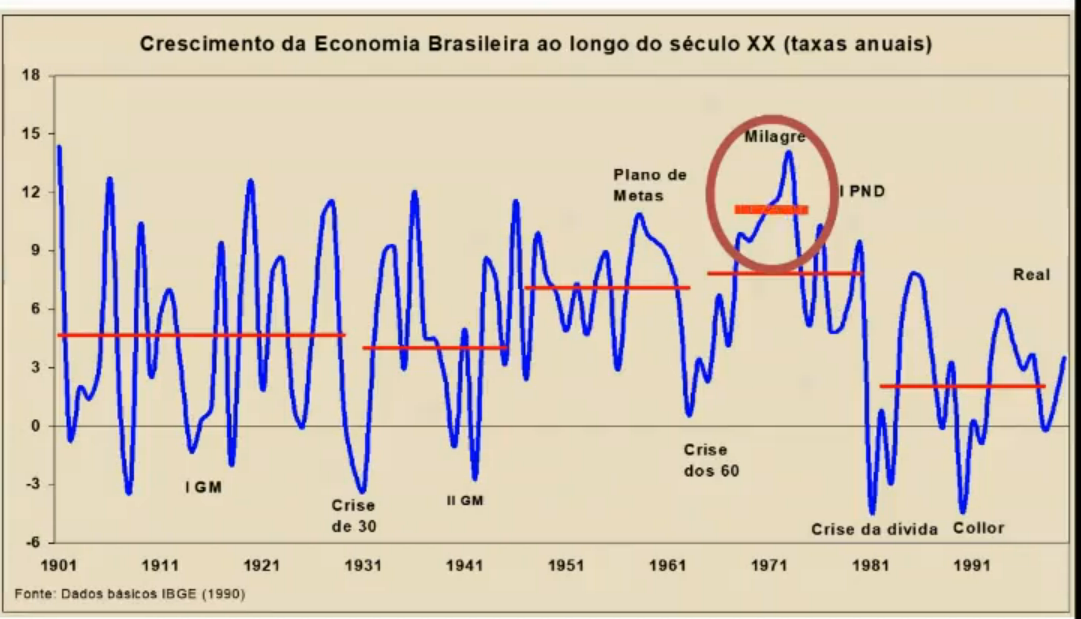 Crescimento da Economia Brasileira ao longo do século XX (taxas anuais)
18
15
12
9
6
3
0
-3
-6
Milagre
Plano de
Metas
I PND
Real
I GM
Crise
de 30
II GM
Crise
dos 60
Crise da dívida
Collor
1901
1911
1921
1931
1941
1951
1961
1971
1981
1991
Fonte: Dados básicos IBGE (1990)